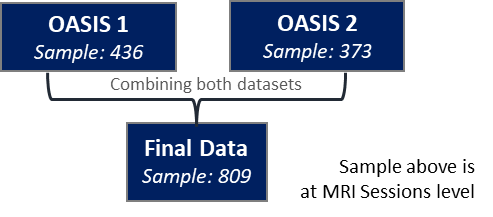 OASIS 1
Sample: 436
OASIS 2
Sample: 373
Combining both datasets
Final Data
Sample: 809
Sample above is
at MRI Sessions level